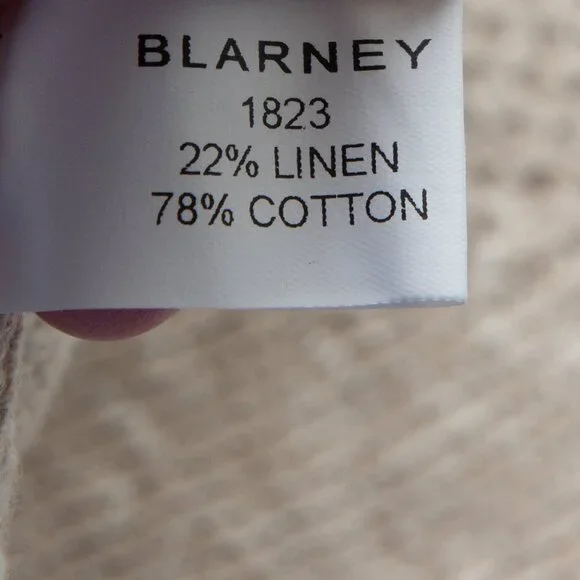 BLARNEY
1823
22% LINEN
78% COTTON